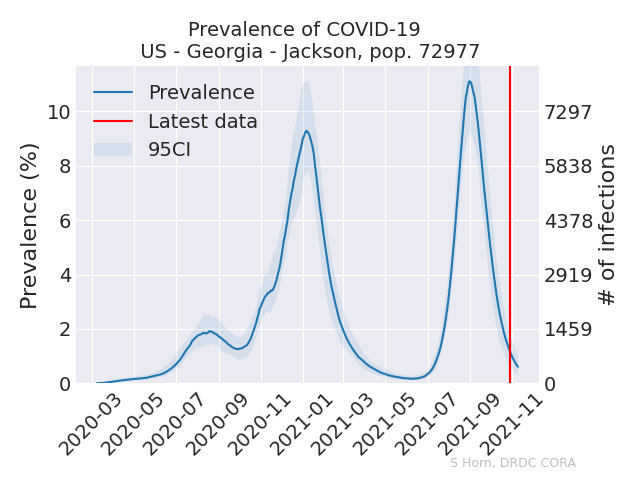 Prevalence of COVID-19
US - Georgia - Jackson, pop. 72977
Prevalence
Latest data
95CI
Prevalence (%)
10
8
6
4
2
0
7297
5838
4378
2919
1459
0
# of infections
2020-03
2020-05
2020-07
2020-09
2020-11
2021-01
2021-03
2021-05
2021-07
2021-09
2021-11
S Horn, DRDC CORA